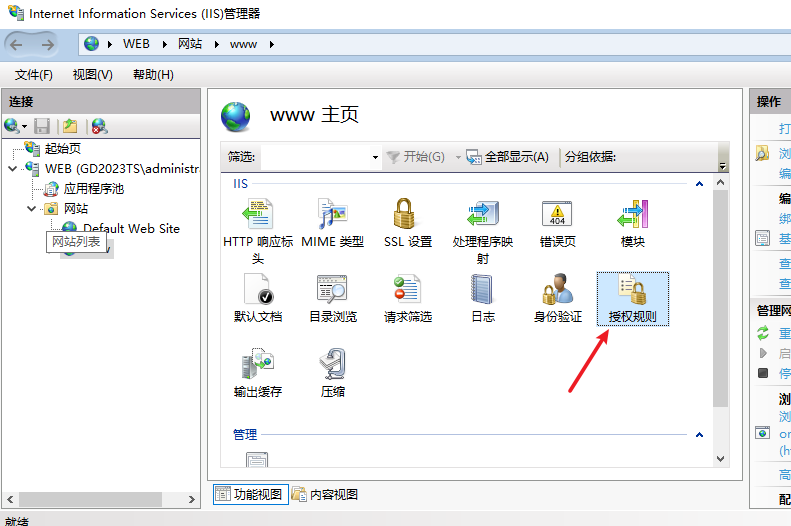 Internet Information Services (IIS)管理器
WEB
网站
www
文件(F)
视图(V)
帮助(H)
连接
起始页
WEB (GD2023TS\administra
应用程序池
网站
Default Web Site
网站列表
www 主页
筛选:
开始(G)
全部显示(A)
分组依据:
IIS
HTTP 响应标
头
MIME 类型
SSL 设置
处理程序映
射
404
错误页
模块
默认文档
目录浏览
请求筛选
日志
身份验证
授权规则
输出缓存
压缩
管理
功能视图
内容视图
操作
打
浏
编
编
绑
基
查
查
管理网
重
启
停
浏
浏
or
(h
高
配
就绪